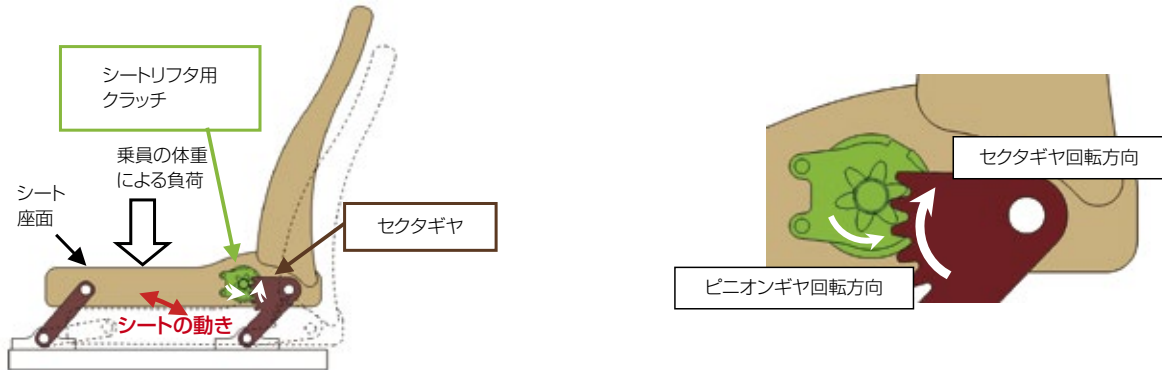 シートリフタ用
クラッチ
乗員の体重
による負荷
シート
座面
セクタギヤ
シートの動き
セクタギヤ回転方向
ピニオンギヤ回転方向